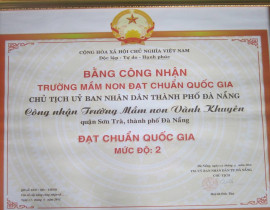 CỘNG HÒA XÃ HỘI CHỦ NGHĨA VIỆT NAM
Độc lập - Tự do - Hạnh phúc
BẰNG CÔNG NHẬN
TRƯỜNG MẦM NON ĐẠT CHUẨN QUỐC GIA
CHỦ TỊCH UỶ BAN NHÂN DÂN THÀNH PHỐ ĐÀ NẴNG
Công nhận Trường Mầm non Vành Khuyên
quận Sơn Trà, thành phố Đà Nẵng
ĐẠT CHUẨN QUỐC GIA
MỨC ĐỘ: 2